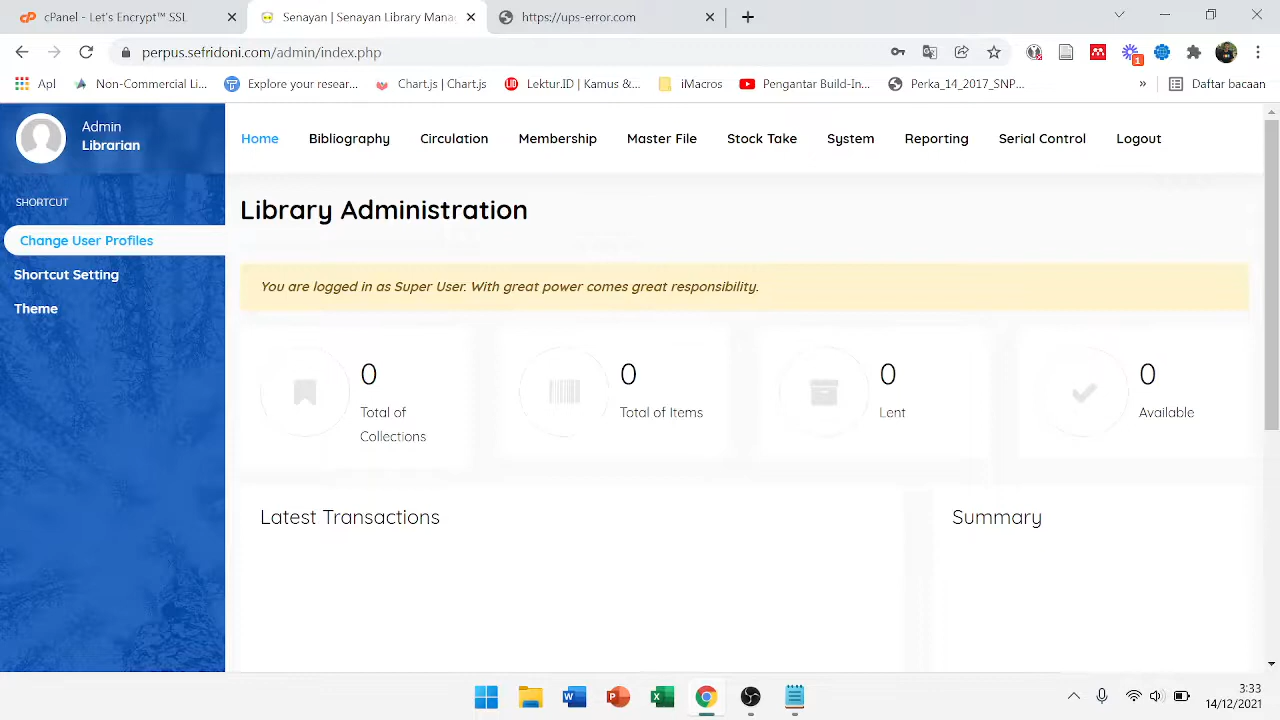 cPanel - Let's Encrypt™ SSL
Senayan | Senayan Library Mana
https://ups-error.com
perpus.sefridoni.com/admin/index.php
1
Apl
Non-Commercial Li...
Explore your resear...
Chart.js | Chart.js
Lektur.ID | Kamus &...
iMacros
Pengantar Build-In...
Perka_14_2017_SNP...
»
Daftar bacaan
Admin
Librarian
Home
Bibliography
Circulation
Membership
Master File
Stock Take
System
Reporting
Serial Control
Logout
SHORTCUT
Change User Profiles
Shortcut Setting
Theme
Library Administration
You are logged in as Super User. With great power comes great responsibility.
0
Total of
Collections
0
Total of Items
0
Lent
0
Available
Latest Transactions
Summary
3:33
14/12/2021